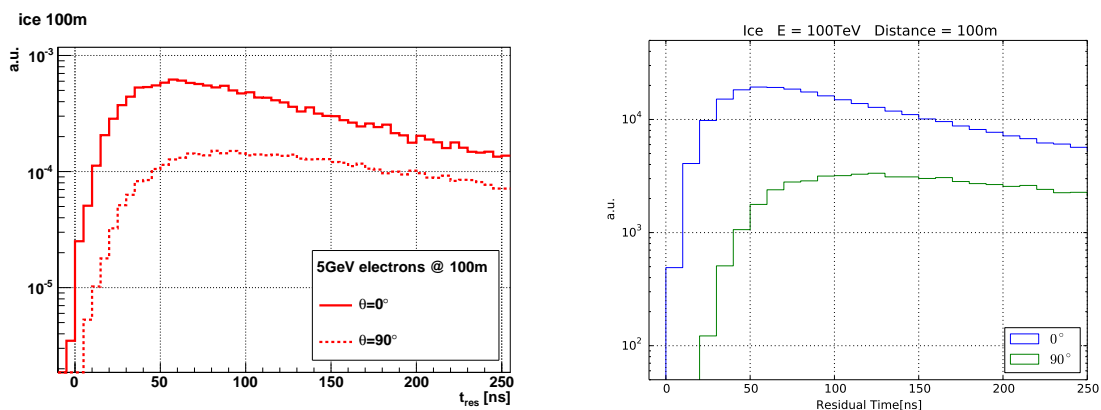 ice 100m
a.u.
10⁻³
10⁻⁴
10⁻⁵
5GeV electrons @ 100m
θ=0°
θ=90°
0 50 100 150 200 250
t_res [ns]
Ice E = 100TeV Distance = 100m
a.u.
10⁴
10³
10²
0°
90°
0 50 100 150 200 250
Residual Time[ns]